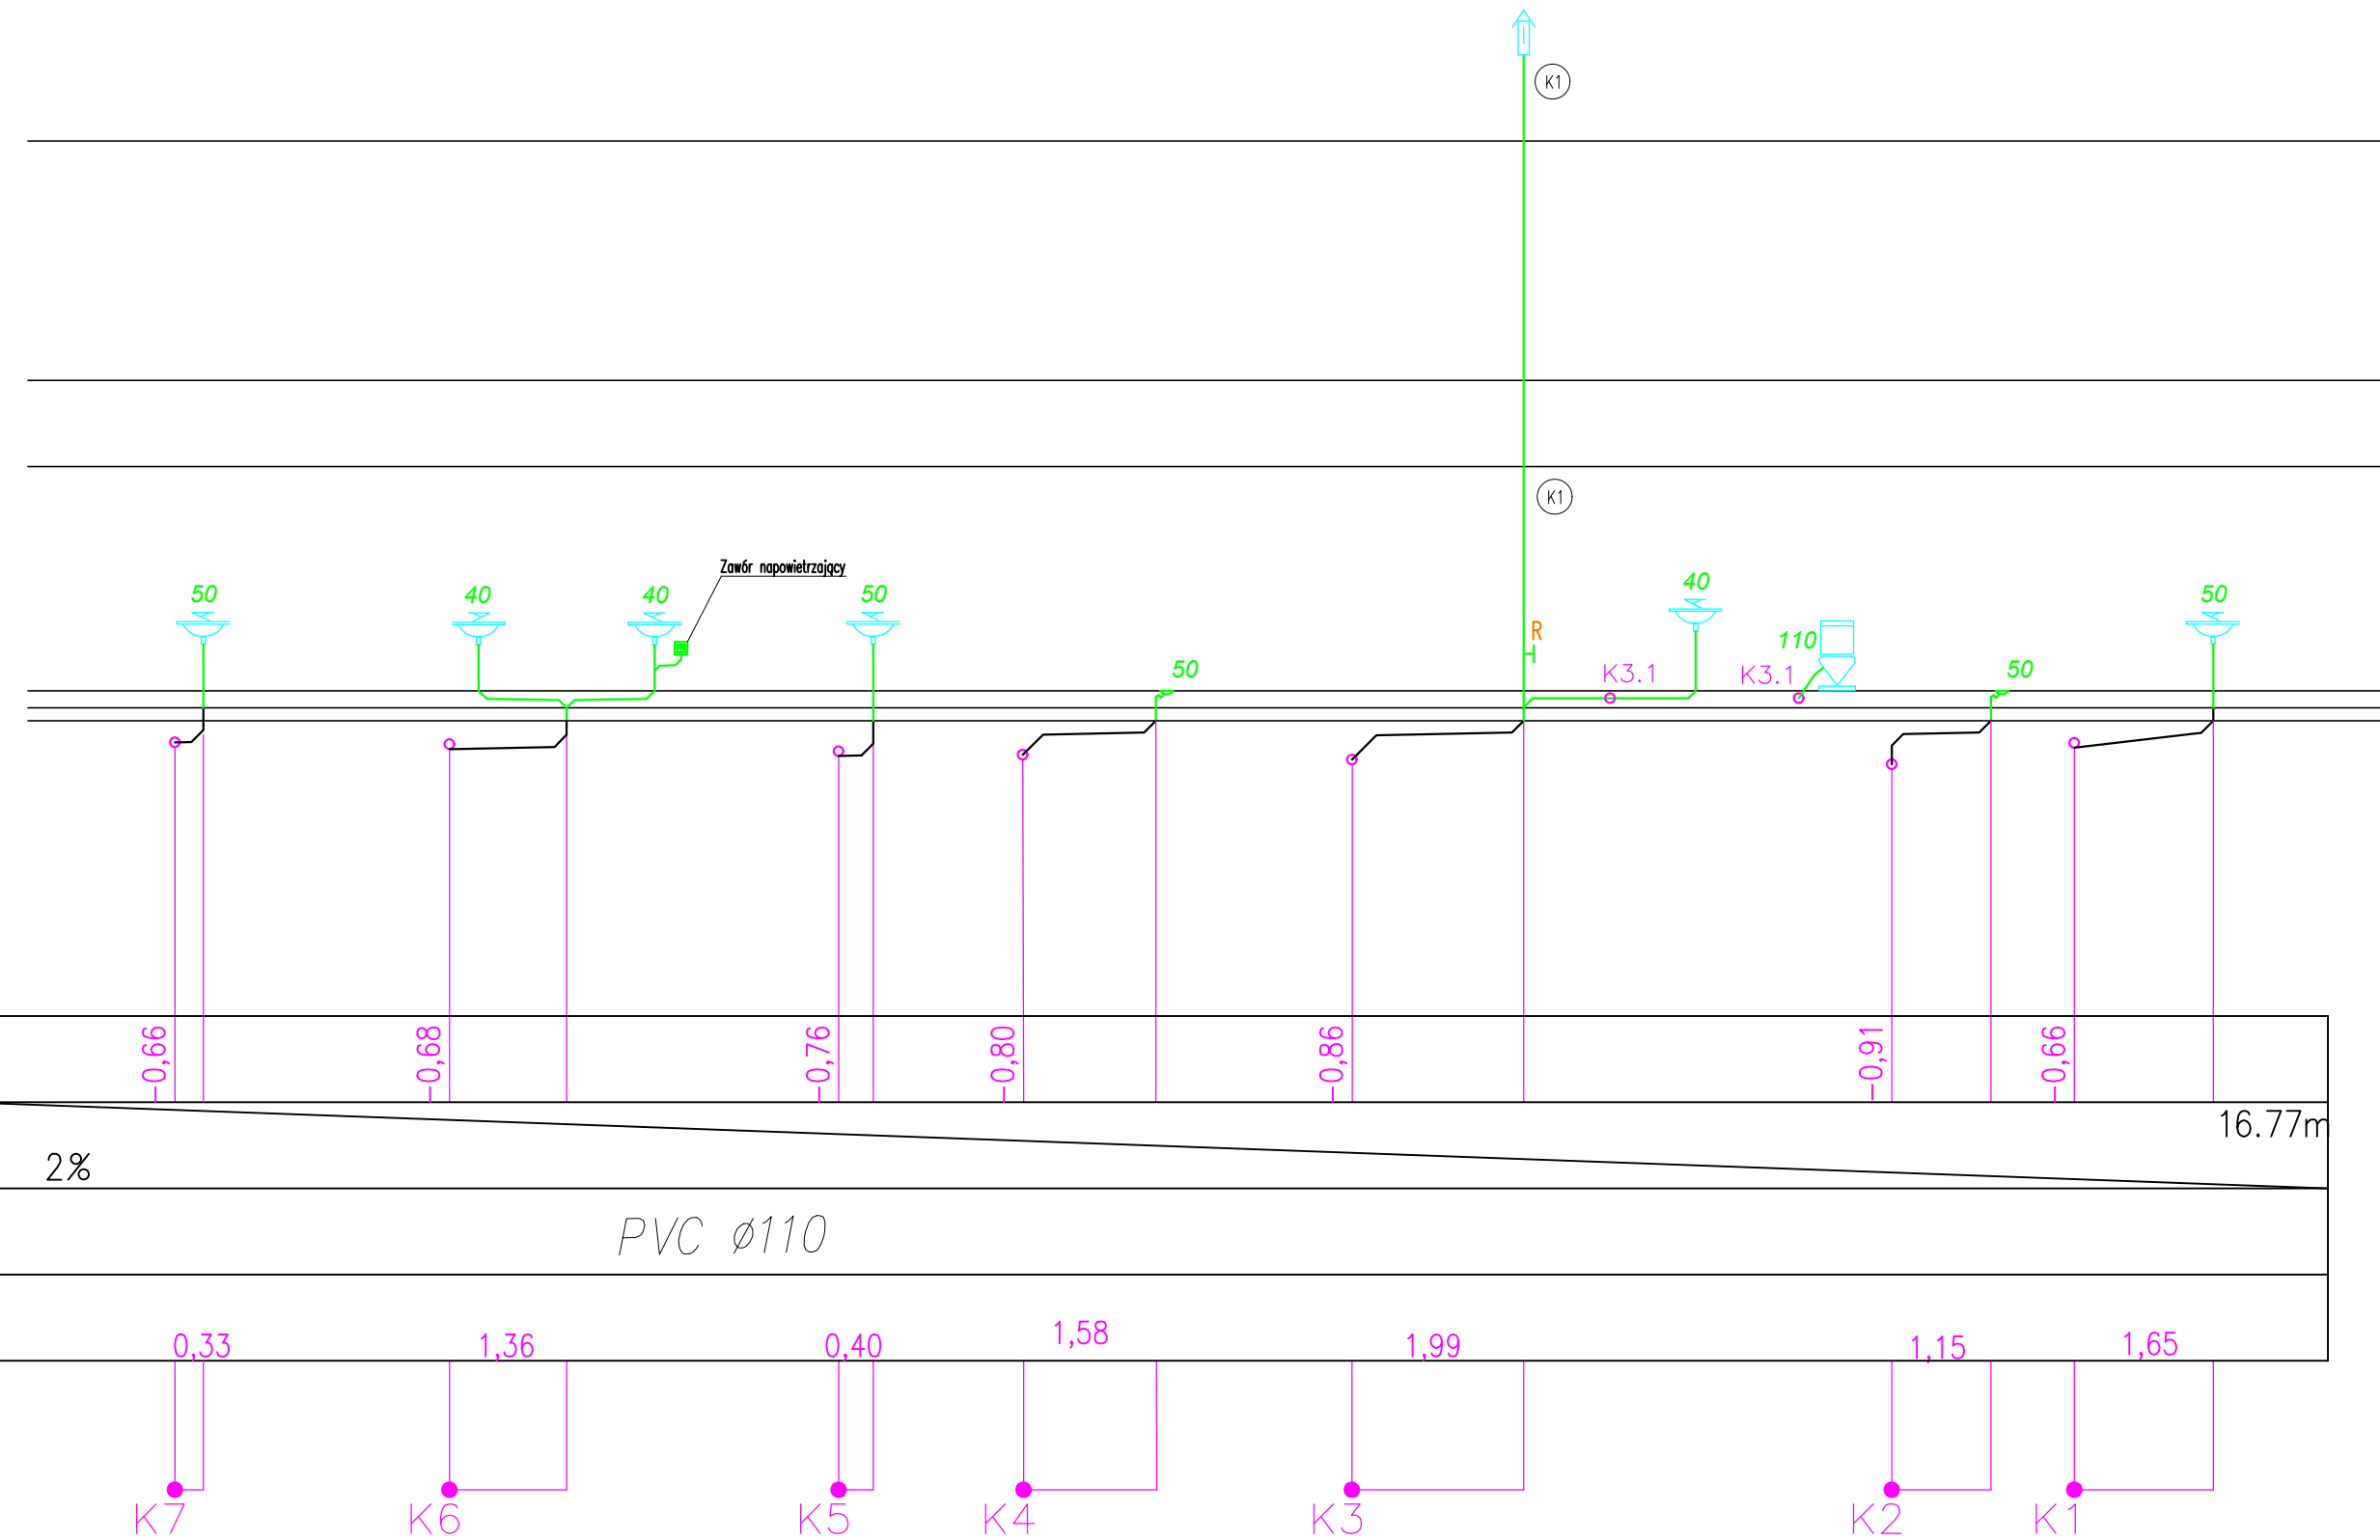 K1
K1
Zawór napowietrzający
50
40
40
50
50
R
K3.1
40
K3.1
110
50
50
-0,66
-0,68
-0,76
-0,80
-0,86
-0,91
-0,66
16.77m
2%
PVC ø110
0,33
1,36
0,40
1,58
1,99
1,15
1,65
K7
K6
K5
K4
K3
K2
K1